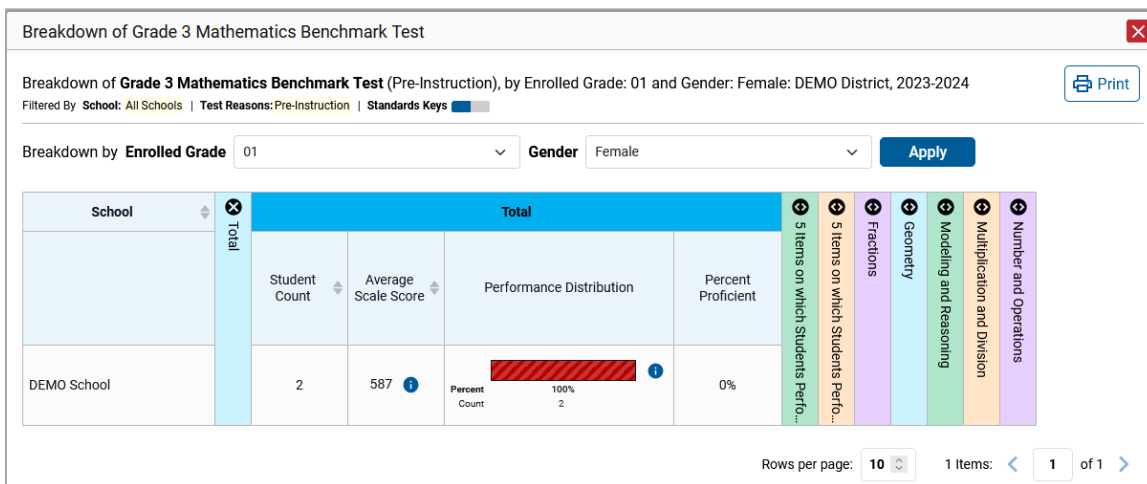 Breakdown of Grade 3 Mathematics Benchmark Test
Breakdown of Grade 3 Mathematics Benchmark Test (Pre-Instruction), by Enrolled Grade: 01 and Gender: Female: DEMO District, 2023-2024
Print
Filtered By School: All Schools | Test Reasons: Pre-Instruction | Standards Keys
Breakdown by Enrolled Grade 01 Gender Female Apply
School
Total
Total
Student Count
Average Scale Score
Performance Distribution
Percent Proficient
5 Items on which Students Perfo...
5 Items on which Students Perfo...
Fractions
Geometry
Modeling and Reasoning
Multiplication and Division
Number and Operations
DEMO School 2 587 0%
Percent 100%
Count 2
Rows per page: 10 1 Items: 1 of 1